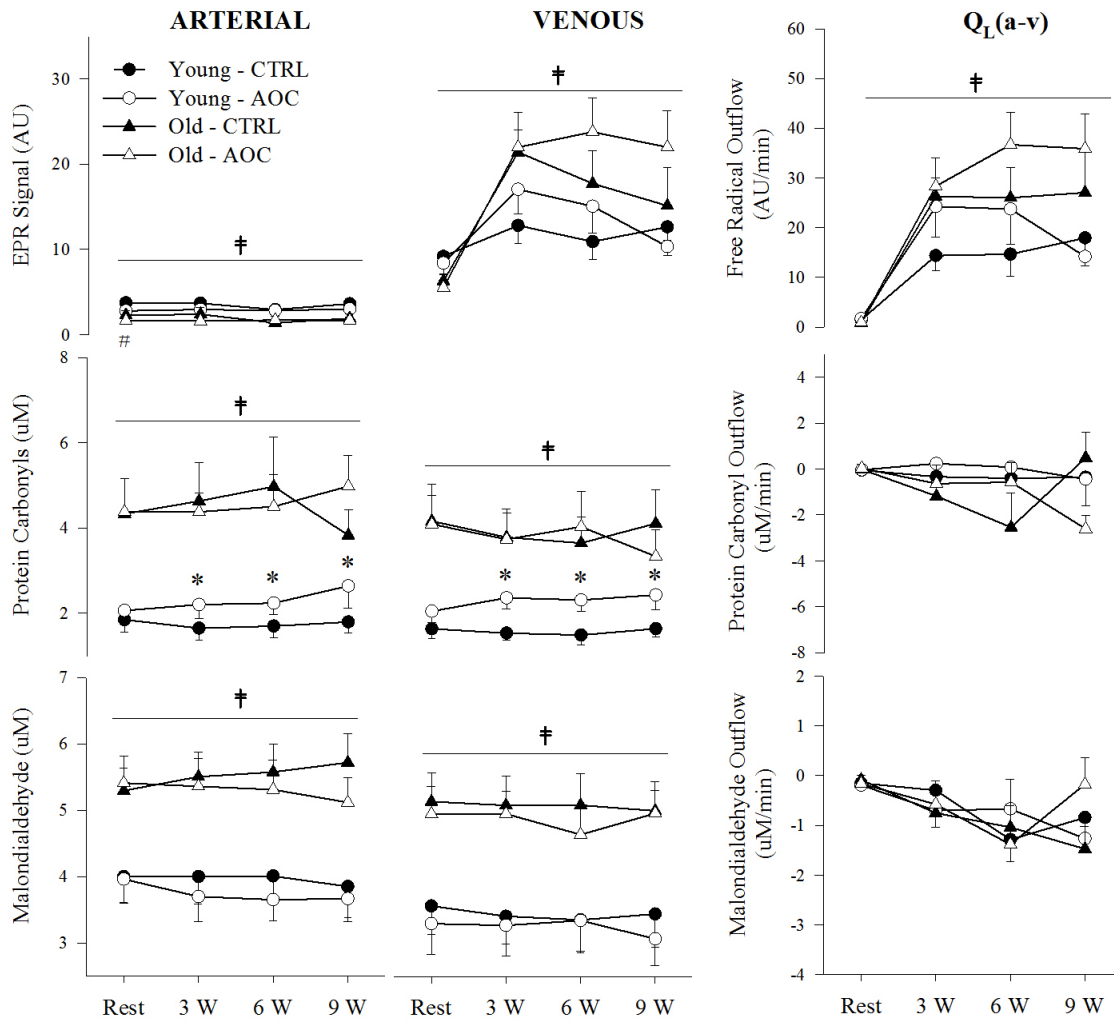 ARTERIAL
VENOUS
Q_L(a-v)
EPR Signal (AU)
30
20
10
0
Young - CTRL
Young - AOC
Old - CTRL
Old - AOC
ǂ
#
ǂ
Free Radical Outflow
(AU/min)
60
50
40
30
20
10
0
ǂ
Protein Carbonyls (uM)
8
6
4
2
ǂ
* * *
ǂ
* * *
Protein Carbonyl Outflow
(uM/min)
4
2
0
-2
-4
-6
-8
Malondialdehyde (uM)
7
6
5
4
3
ǂ
ǂ
Malondialdehyde Outflow
(uM/min)
2
1
0
-1
-2
-3
-4
Rest 3 W 6 W 9 W
Rest 3 W 6 W 9 W
Rest 3 W 6 W 9 W